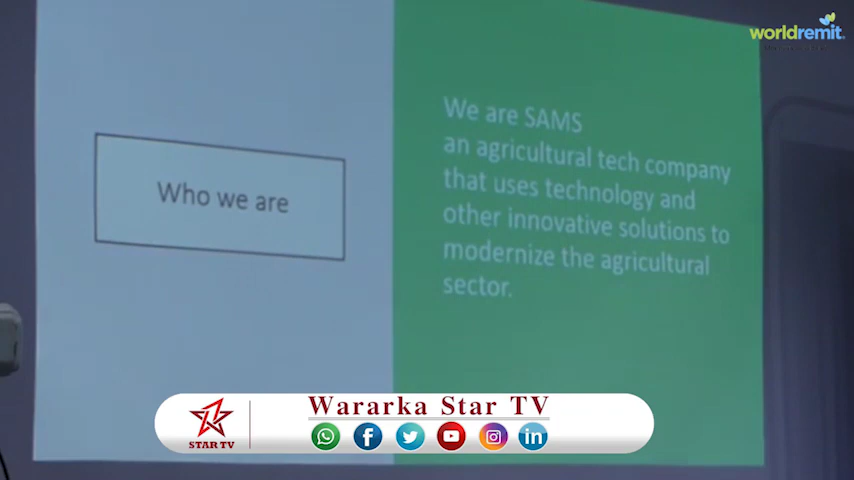 worldremit
Who we are
We are SAMS
an agricultural tech company
that uses technology and
other innovative solutions to
modernize the agricultural
sector.
Wararka Star TV
STAR TV